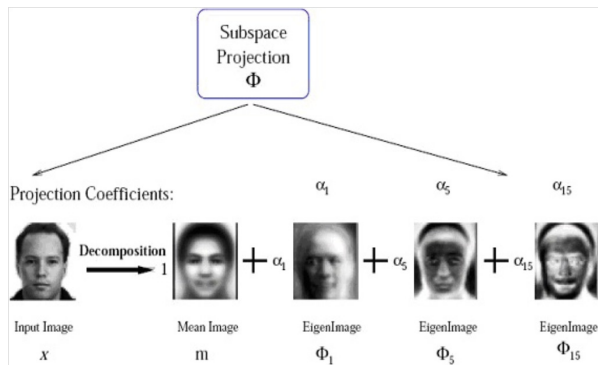 Subspace
Projection
Φ
Projection Coefficients: α1 α5 α15
Decomposition
1 + α1 + α5 + α15
Input Image Mean Image EigenImage EigenImage EigenImage
x m Φ1 Φ5 Φ15